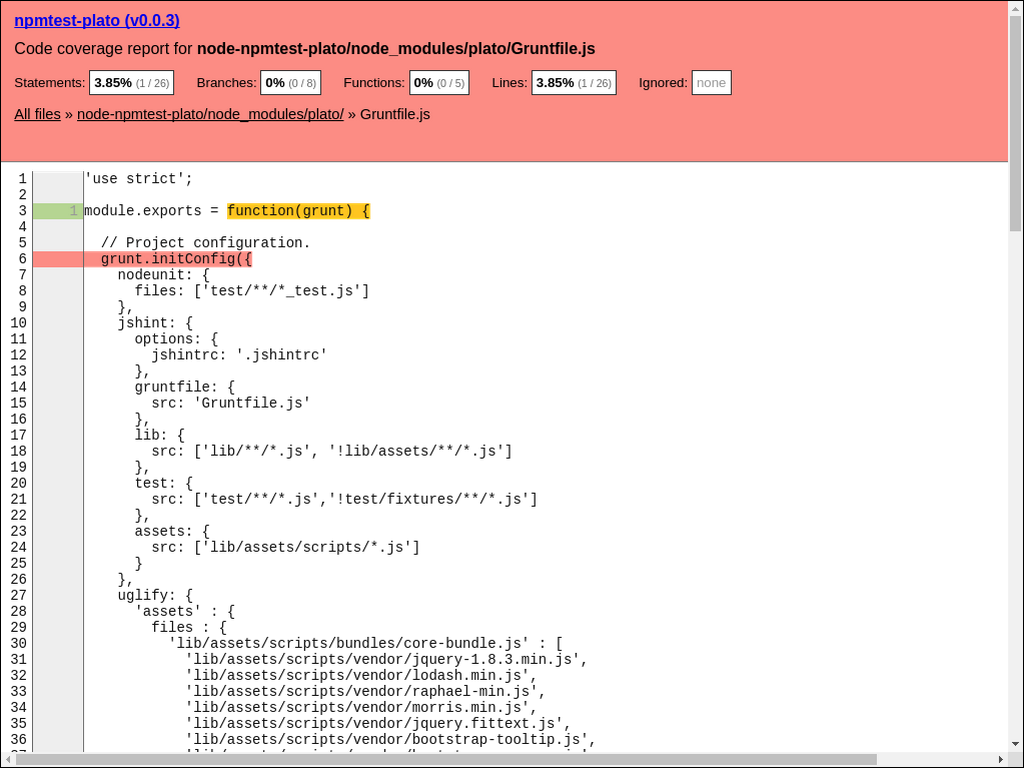 npmtest-plato (v0.0.3)
Code coverage report for node-npmtest-plato/node_modules/plato/Gruntfile.js
Statements: 3.85% (1 / 26) Branches: 0% (0 / 8) Functions: 0% (0 / 5) Lines: 3.85% (1 / 26) Ignored: none
All files » node-npmtest-plato/node_modules/plato/ » Gruntfile.js
1 'use strict';
2
3 1 module.exports = function(grunt) {
4
5 // Project configuration.
6 grunt.initConfig({
7 nodeunit: {
8 files: ['test/**/*_test.js']
9 },
10 jshint: {
11 options: {
12 jshintrc: '.jshintrc'
13 },
14 gruntfile: {
15 src: 'Gruntfile.js'
16 },
17 lib: {
18 src: ['lib/**/*.js', '!lib/assets/**/*.js']
19 },
20 test: {
21 src: ['test/**/*.js','!test/fixtures/**/*.js']
22 },
23 assets: {
24 src: ['lib/assets/scripts/*.js']
25 }
26 },
27 uglify: {
28 'assets' : {
29 files : {
30 'lib/assets/scripts/bundles/core-bundle.js' : [
31 'lib/assets/scripts/vendor/jquery-1.8.3.min.js',
32 'lib/assets/scripts/vendor/lodash.min.js',
33 'lib/assets/scripts/vendor/raphael-min.js',
34 'lib/assets/scripts/vendor/morris.min.js',
35 'lib/assets/scripts/vendor/jquery.fittext.js',
36 'lib/assets/scripts/vendor/bootstrap-tooltip.js',